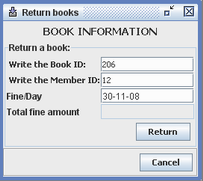 Return books
BOOK INFORMATION
Return a book:
Write the Book ID: 206
Write the Member ID: 12
Fine/Day 30-11-08
Total fine amount
Return
Cancel